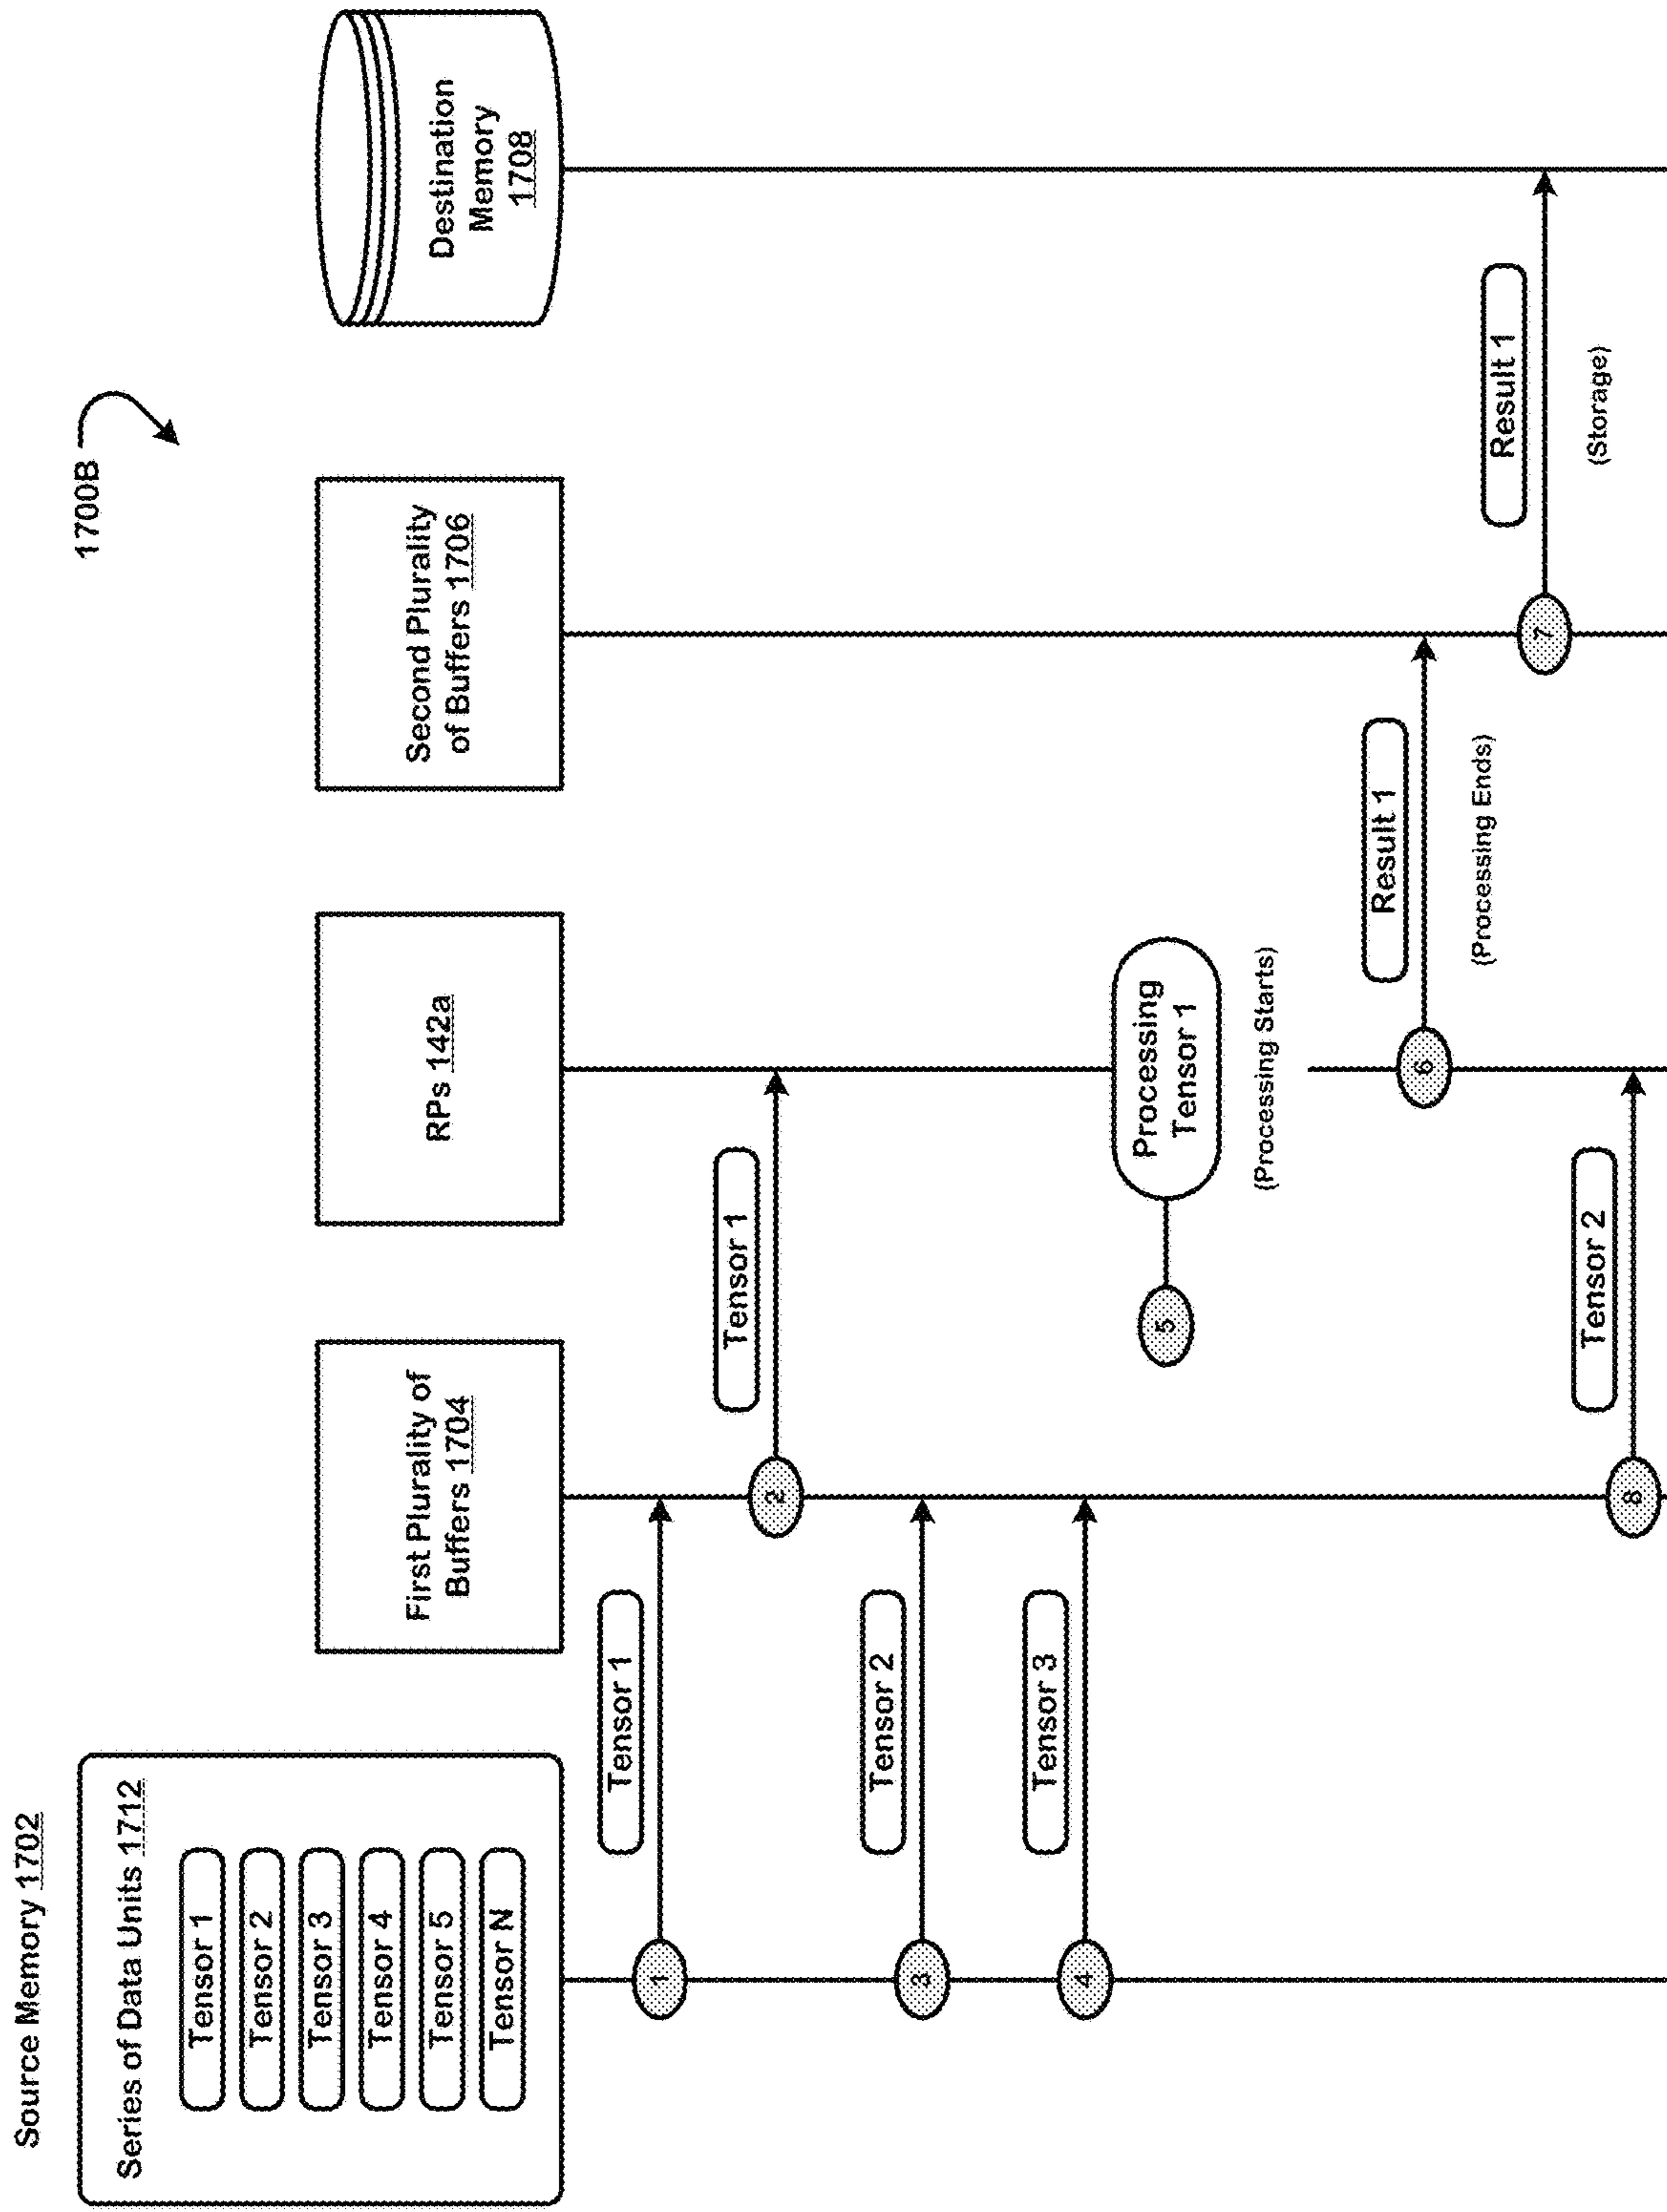 1700B
Source Memory 1702
Series of Data Units 1712
Tensor 1
Tensor 2
Tensor 3
Tensor 4
Tensor 5
Tensor N
First Plurality of
Buffers 1704
RPs 142a
Second Plurality
of Buffers 1706
Destination
Memory
1708
Tensor 1
1
Tensor 1
2
Tensor 2
3
Tensor 3
4
5
Processing
Tensor 1
(Processing Starts)
Result 1
6
(Processing Ends)
Result 1
7
(Storage)
Tensor 2
8